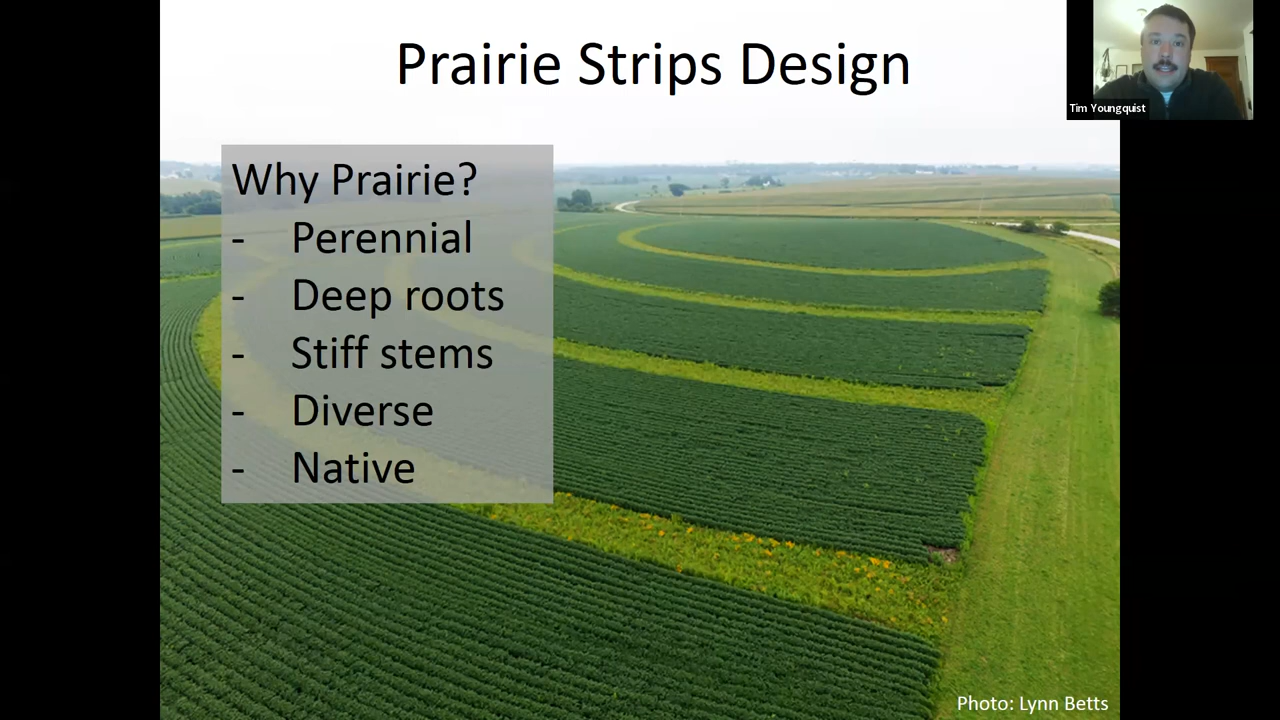 Prairie Strips Design
Tim Youngquist
Why Prairie?
- Perennial
- Deep roots
- Stiff stems
- Diverse
- Native
Photo: Lynn Betts